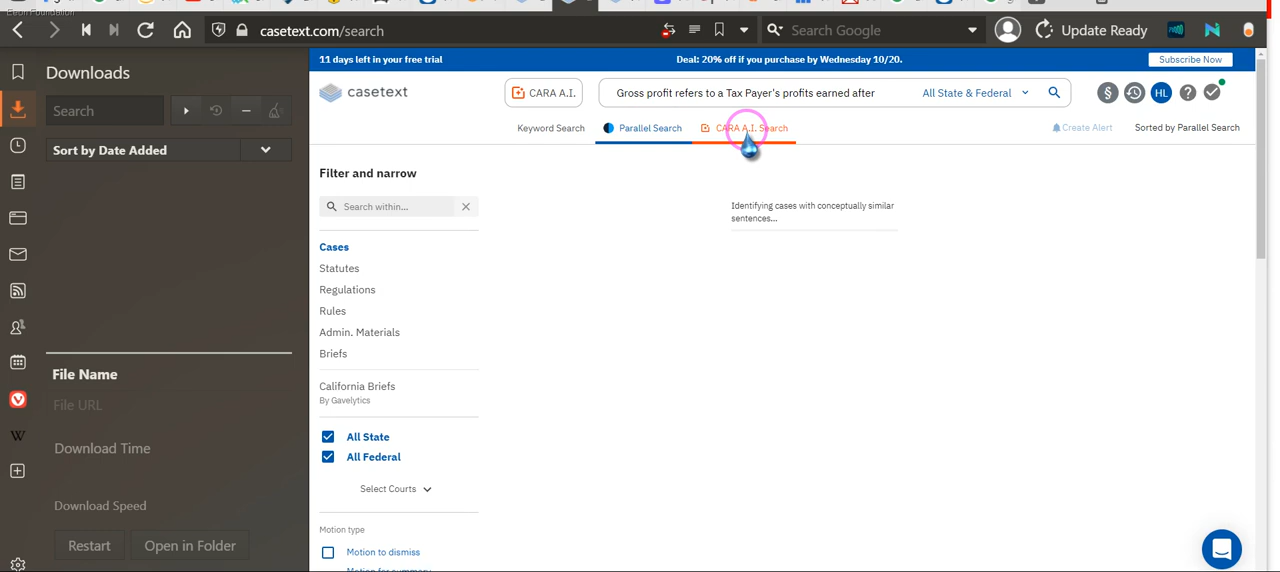 Eeon Foundation
casetext.com/search
Search Google
Update Ready
Downloads
Search
Sort by Date Added
File Name
File URL
Download Time
Download Speed
Restart
Open in Folder
11 days left in your free trial
Deal: 20% off if you purchase by Wednesday 10/20.
Subscribe Now
casetext
CARA A.I.
Gross profit refers to a Tax Payer's profits earned after
All State & Federal
§
HL
?
Keyword Search
Parallel Search
CARA A.I. Search
Create Alert
Sorted by Parallel Search
Filter and narrow
Search within...
Identifying cases with conceptually similar
sentences...
Cases
Statutes
Regulations
Rules
Admin. Materials
Briefs
California Briefs
By Gavelytics
All State
All Federal
Select Courts
Motion type
Motion to dismiss
Motion for summary
W